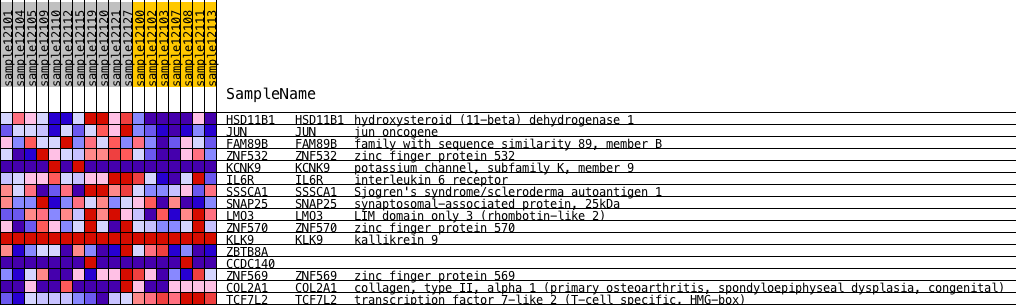 sample12101
sample12104
sample12105
sample12109
sample12110
sample12112
sample12115
sample12119
sample12120
sample12121
sample12127
sample12100
sample12102
sample12103
sample12107
sample12108
sample12111
sample12113
SampleName
HSD11B1 HSD11B1 hydroxysteroid (11-beta) dehydrogenase 1
JUN JUN jun oncogene
FAM89B FAM89B family with sequence similarity 89, member B
ZNF532 ZNF532 zinc finger protein 532
KCNK9 KCNK9 potassium channel, subfamily K, member 9
IL6R IL6R interleukin 6 receptor
SSSCA1 SSSCA1 Sjogren's syndrome/scleroderma autoantigen 1
SNAP25 SNAP25 synaptosomal-associated protein, 25kDa
LMO3 LMO3 LIM domain only 3 (rhombotin-like 2)
ZNF570 ZNF570 zinc finger protein 570
KLK9 KLK9 kallikrein 9
ZBTB8A
CCDC140
ZNF569 ZNF569 zinc finger protein 569
COL2A1 COL2A1 collagen, type II, alpha 1 (primary osteoarthritis, spondyloepiphyseal dysplasia, congenital)
TCF7L2 TCF7L2 transcription factor 7-like 2 (T-cell specific, HMG-box)